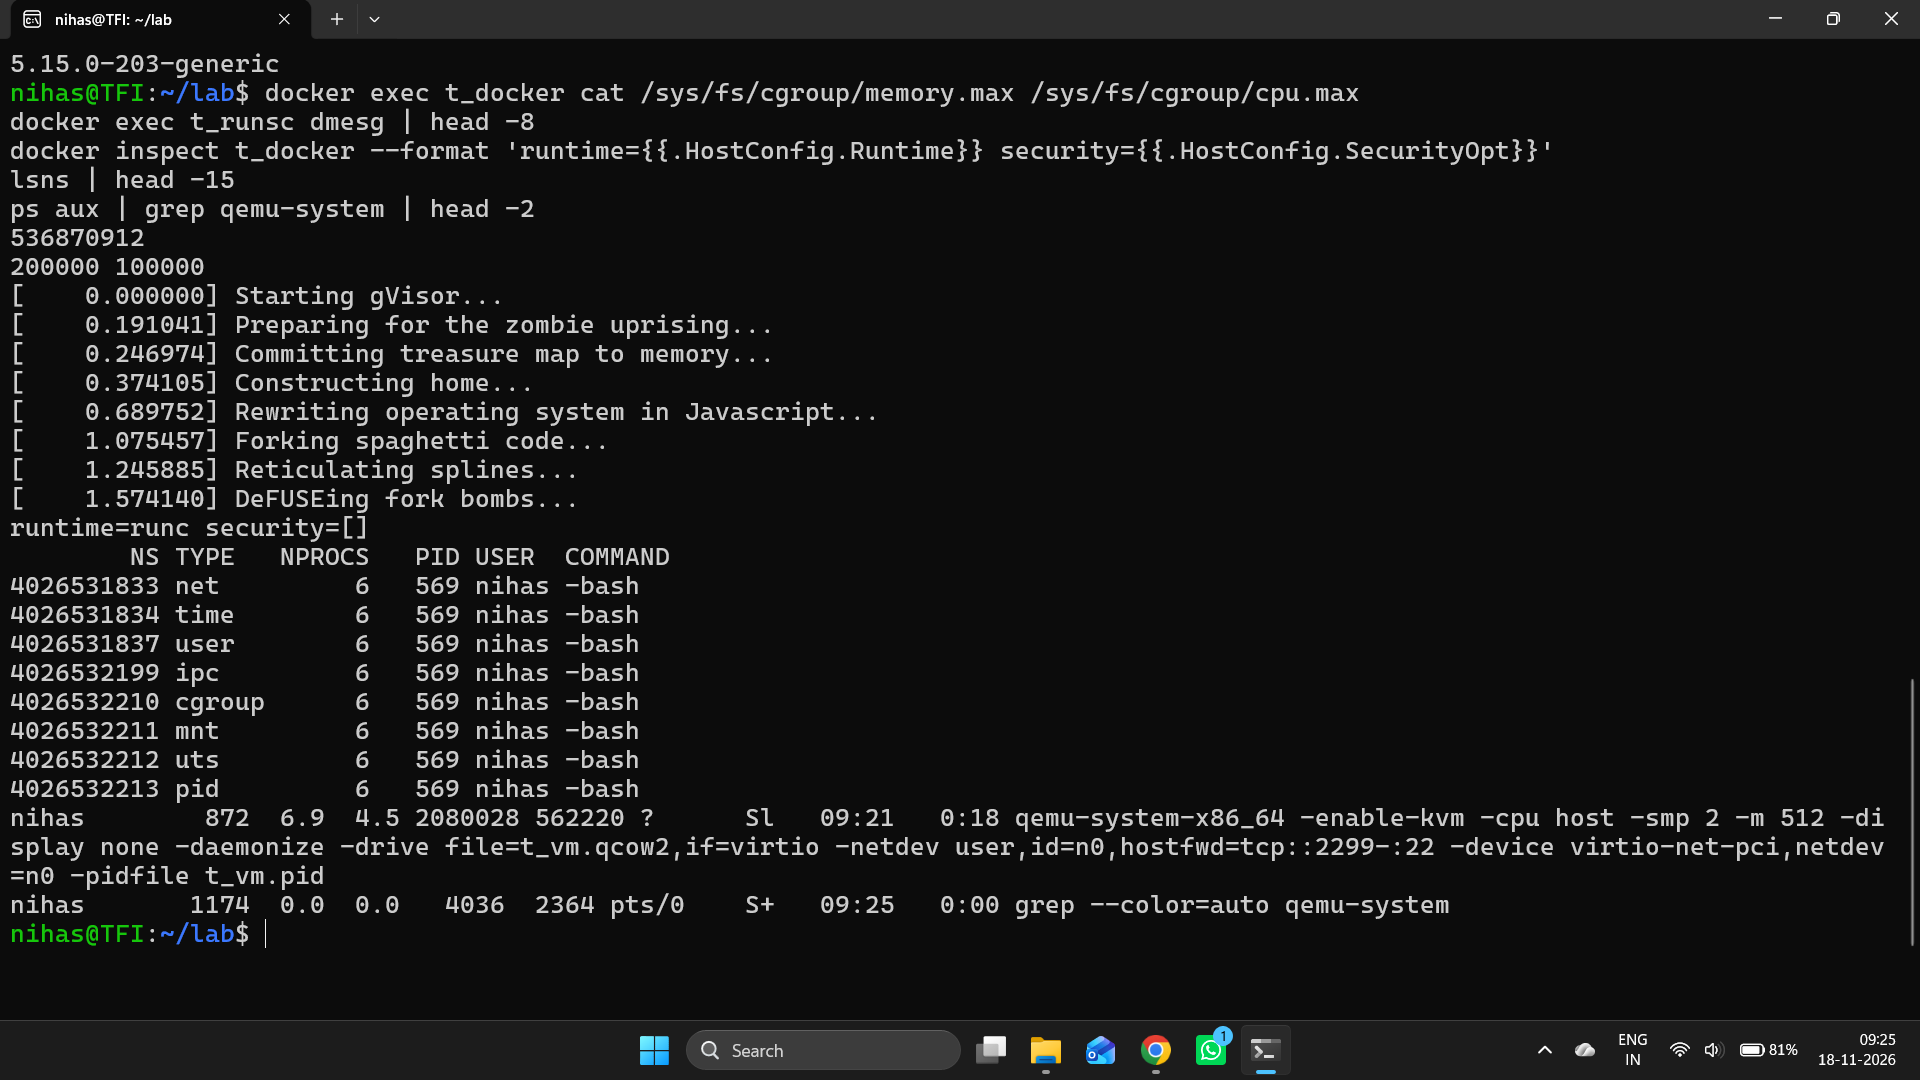 nihas@TFI: ~/lab
5.15.0-203-generic
nihas@TFI:~/lab$ docker exec t_docker cat /sys/fs/cgroup/memory.max /sys/fs/cgroup/cpu.max
docker exec t_runsc dmesg | head -8
docker inspect t_docker --format 'runtime={{.HostConfig.Runtime}} security={{.HostConfig.SecurityOpt}}'
lsns | head -15
ps aux | grep qemu-system | head -2
536870912
200000 100000
[    0.000000] Starting gVisor...
[    0.191041] Preparing for the zombie uprising...
[    0.246974] Committing treasure map to memory...
[    0.374105] Constructing home...
[    0.689752] Rewriting operating system in Javascript...
[    1.075457] Forking spaghetti code...
[    1.245885] Reticulating splines...
[    1.574140] DeFUSEing fork bombs...
runtime=runc security=[]
        NS TYPE   NPROCS   PID USER  COMMAND
4026531833 net         6   569 nihas -bash
4026531834 time        6   569 nihas -bash
4026531837 user        6   569 nihas -bash
4026532199 ipc         6   569 nihas -bash
4026532210 cgroup      6   569 nihas -bash
4026532211 mnt         6   569 nihas -bash
4026532212 uts         6   569 nihas -bash
4026532213 pid         6   569 nihas -bash
nihas        872  6.9  4.5 2080028 562220 ?      Sl   09:21   0:18 qemu-system-x86_64 -enable-kvm -cpu host -smp 2 -m 512 -di
splay none -daemonize -drive file=t_vm.qcow2,if=virtio -netdev user,id=n0,hostfwd=tcp::2299-:22 -device virtio-net-pci,netdev
=n0 -pidfile t_vm.pid
nihas       1174  0.0  0.0   4036  2364 pts/0    S+   09:25   0:00 grep --color=auto qemu-system
nihas@TFI:~/lab$
Search
1
ENG
IN
81%
09:25
18-11-2026